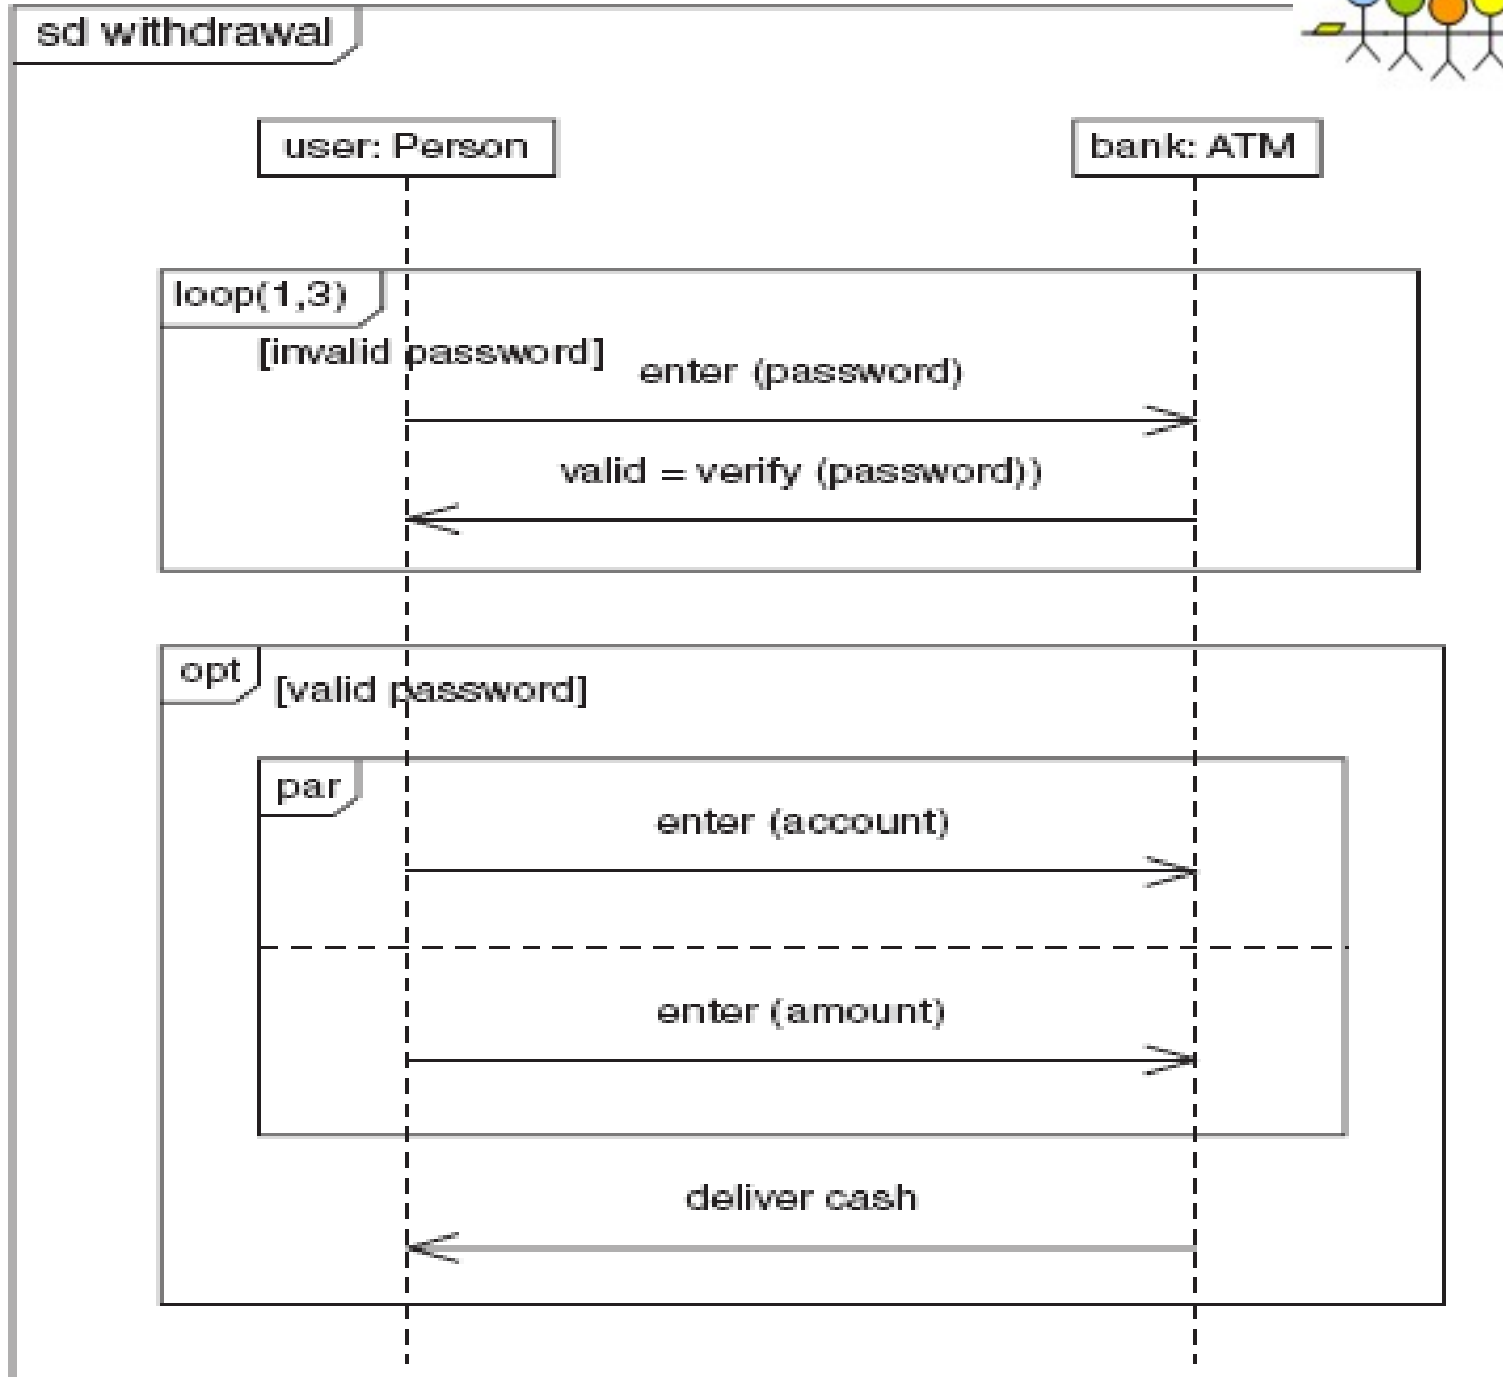 sd withdrawal
user: Person
bank: ATM
loop(1,3)
[invalid password]
enter (password)
valid = verify (password))
opt
[valid password]
par
enter (account)
enter (amount)
deliver cash